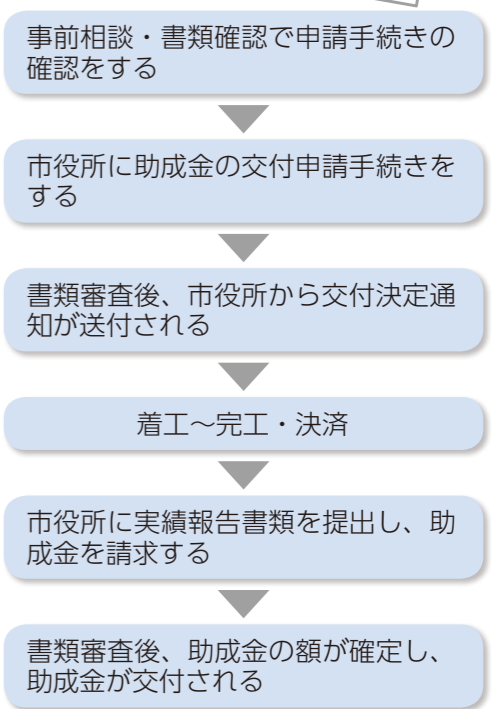 事前相談・書類確認で申請手続きの
確認をする
市役所に助成金の交付申請手続きを
する
書類審査後、市役所から交付決定通
知が送付される
着工～完工・決済
市役所に実績報告書類を提出し、助
成金を請求する
書類審査後、助成金の額が確定し、
助成金が交付される